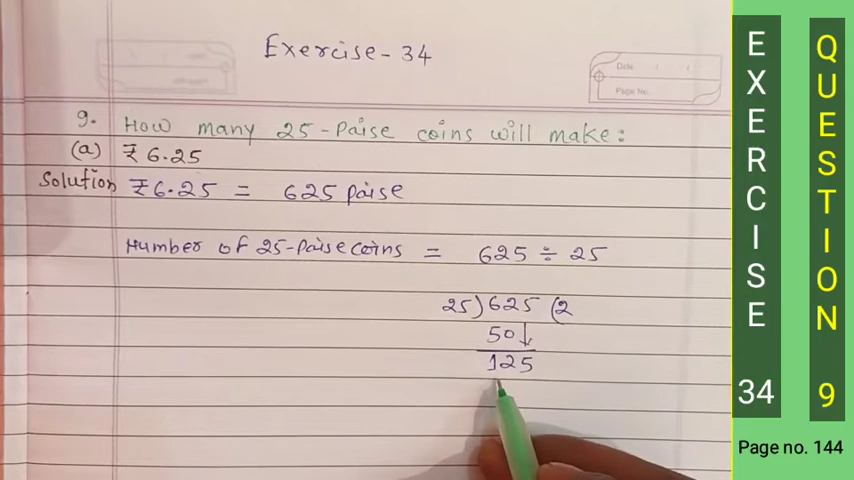 Exercise - 34
Date
Page No.
9. How many 25-Paise coins will make:
(a) ₹ 6.25
Solution ₹6.25 = 625 paise
Number of 25-Paise coins = 625 ÷ 25
25)625(2
50↓
125
EXERCISE 34
QUESTION 9
Page no. 144